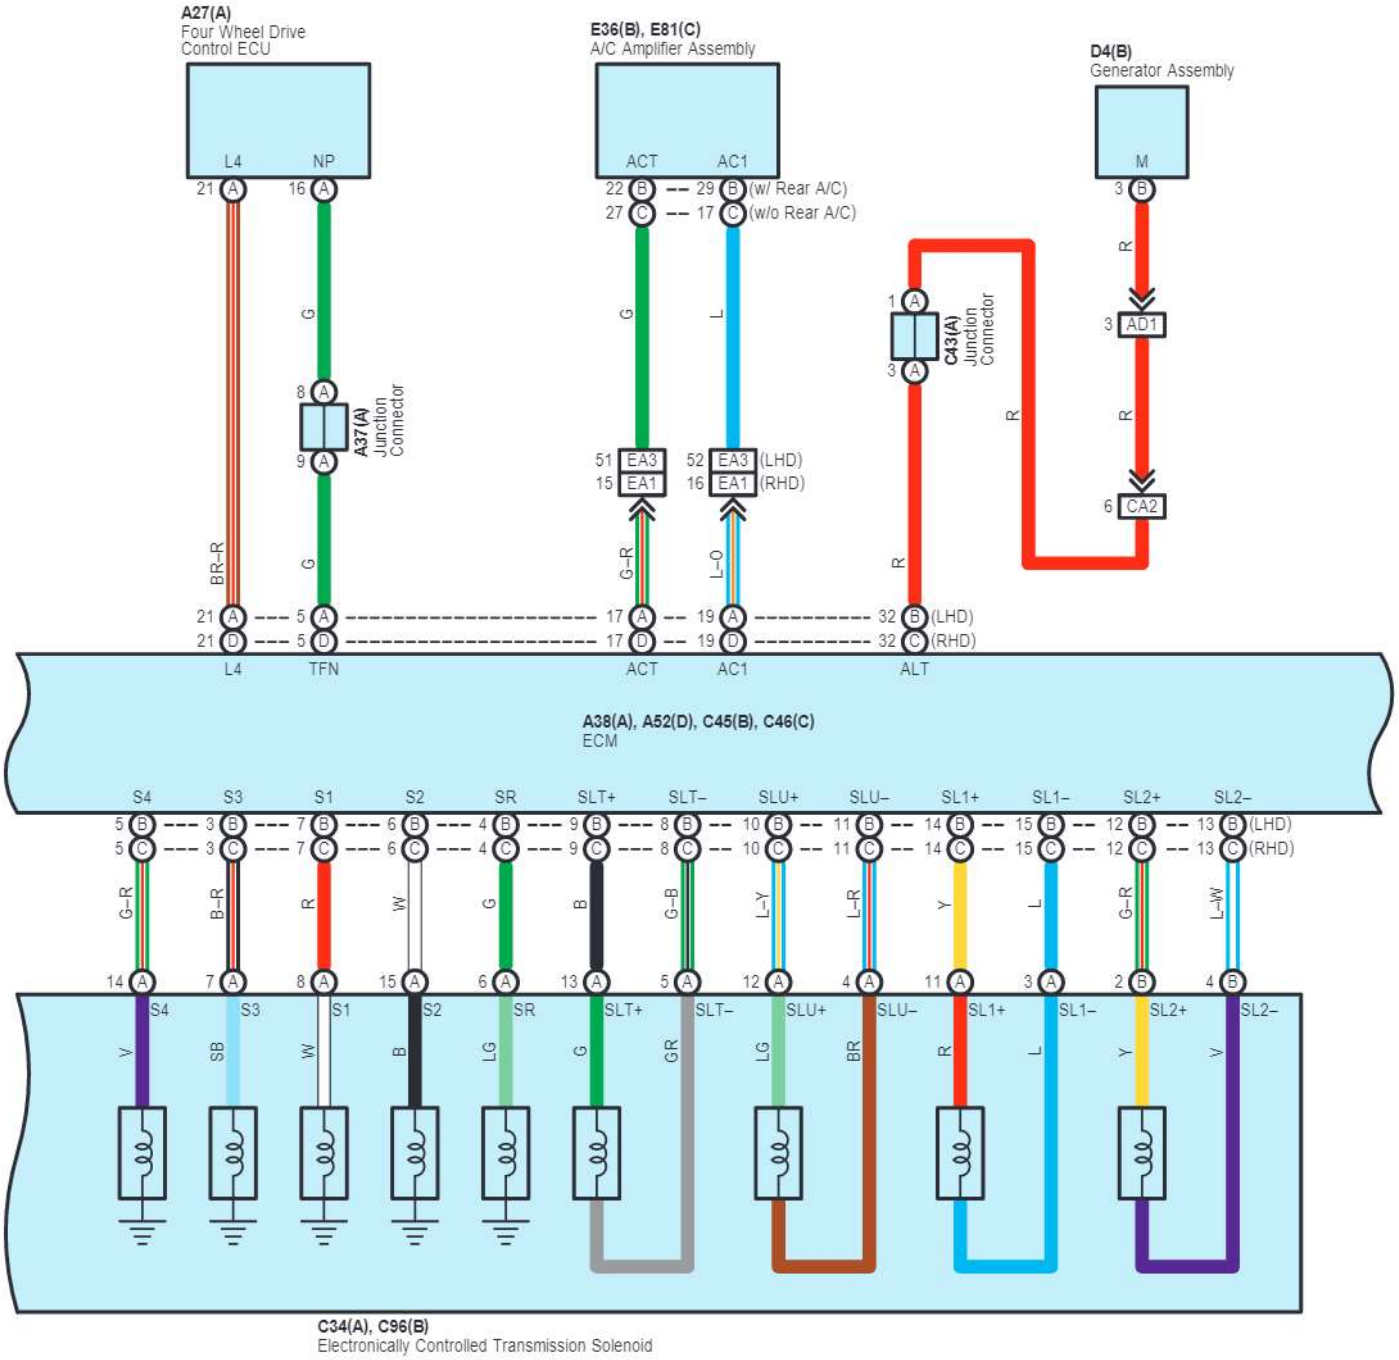 A27(A)
Four Wheel Drive
Control ECU
E36(B), E81(C)
A/C Amplifier Assembly
D4(B)
Generator Assembly
L4 NP
ACT AC1
M
21 A 16 A
22 B 29 B (w/ Rear A/C)
27 C 17 C (w/o Rear A/C)
3 B
R
G
G
L
1 A
C43(A)
Junction
Connector
3 A
3 AD1
8 A
A37(A)
Junction
Connector
9 A
R
R
51 EA3 52 EA3 (LHD)
15 EA1 16 EA1 (RHD)
6 CA2
BR–R
G
G–R
L–O
R
21 A 5 A 17 A 19 A 32 B (LHD)
21 D 5 D 17 D 19 D 32 C (RHD)
L4 TFN ACT AC1 ALT
A38(A), A52(D), C45(B), C46(C)
ECM
S4 S3 S1 S2 SR SLT+ SLT– SLU+ SLU– SL1+ SL1– SL2+ SL2–
5 B 3 B 7 B 6 B 4 B 9 B 8 B 10 B 11 B 14 B 15 B 12 B 13 B (LHD)
5 C 3 C 7 C 6 C 4 C 9 C 8 C 10 C 11 C 14 C 15 C 12 C 13 C (RHD)
G–R B–R R W G B G–B L–Y L–R Y L G–R L–W
14 A 7 A 8 A 15 A 6 A 13 A 5 A 12 A 4 A 11 A 3 A 2 B 4 B
S4 S3 S1 S2 SR SLT+ SLT– SLU+ SLU– SL1+ SL1– SL2+ SL2–
V SB W B LG G GR LG BR R L Y V
C34(A), C96(B)
Electronically Controlled Transmission Solenoid